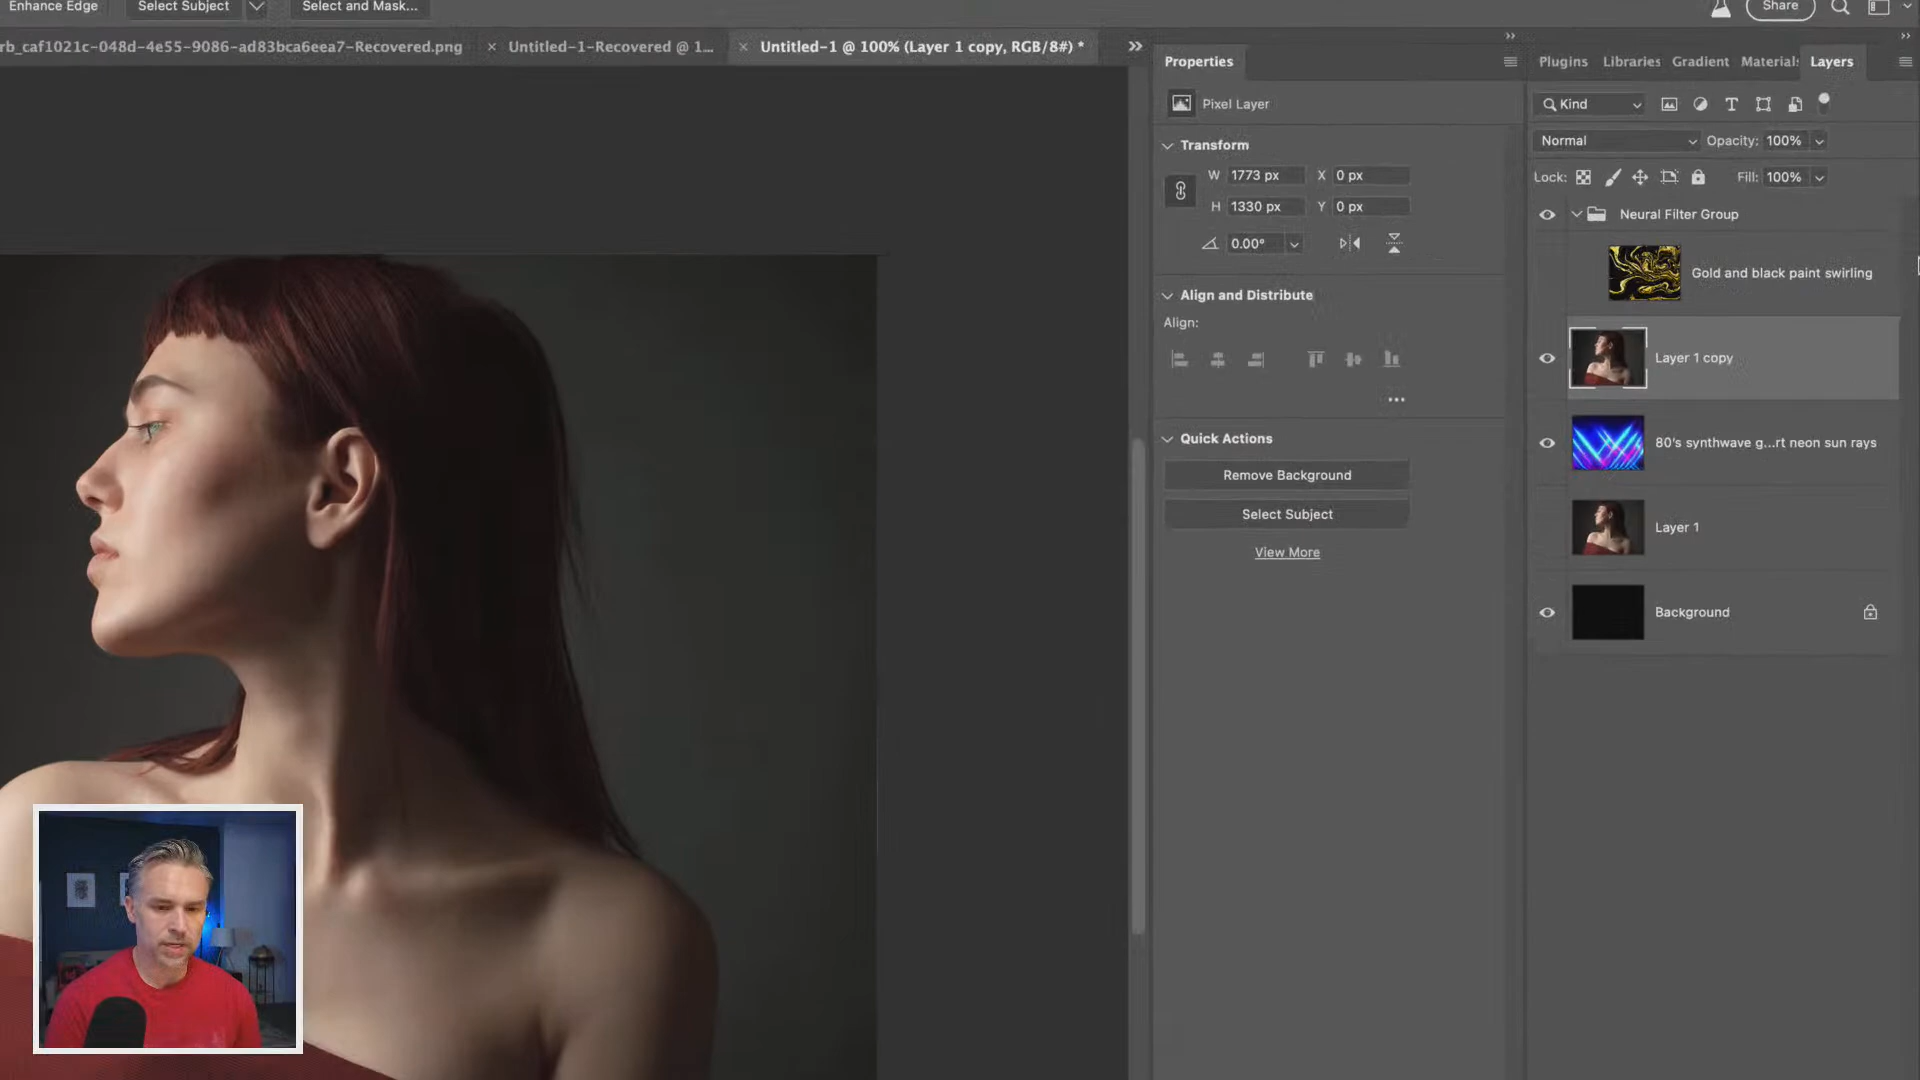 Enhance Edge Select Subject Select and Mask... Share
rb_caf1021c-048d-4e55-9086-ad83bca6eea7-Recovered.png × Untitled-1-Recovered @ 1... × Untitled-1 @ 100% (Layer 1 copy, RGB/8#) *
Properties
Pixel Layer
Transform
W 1773 px X 0 px
H 1330 px Y 0 px
0.00°
Align and Distribute
Align:
Quick Actions
Remove Background
Select Subject
View More
Plugins Libraries Gradient Materials Layers
Kind
Normal Opacity: 100%
Lock: Fill: 100%
Neural Filter Group
Gold and black paint swirling
Layer 1 copy
80's synthwave g...rt neon sun rays
Layer 1
Background